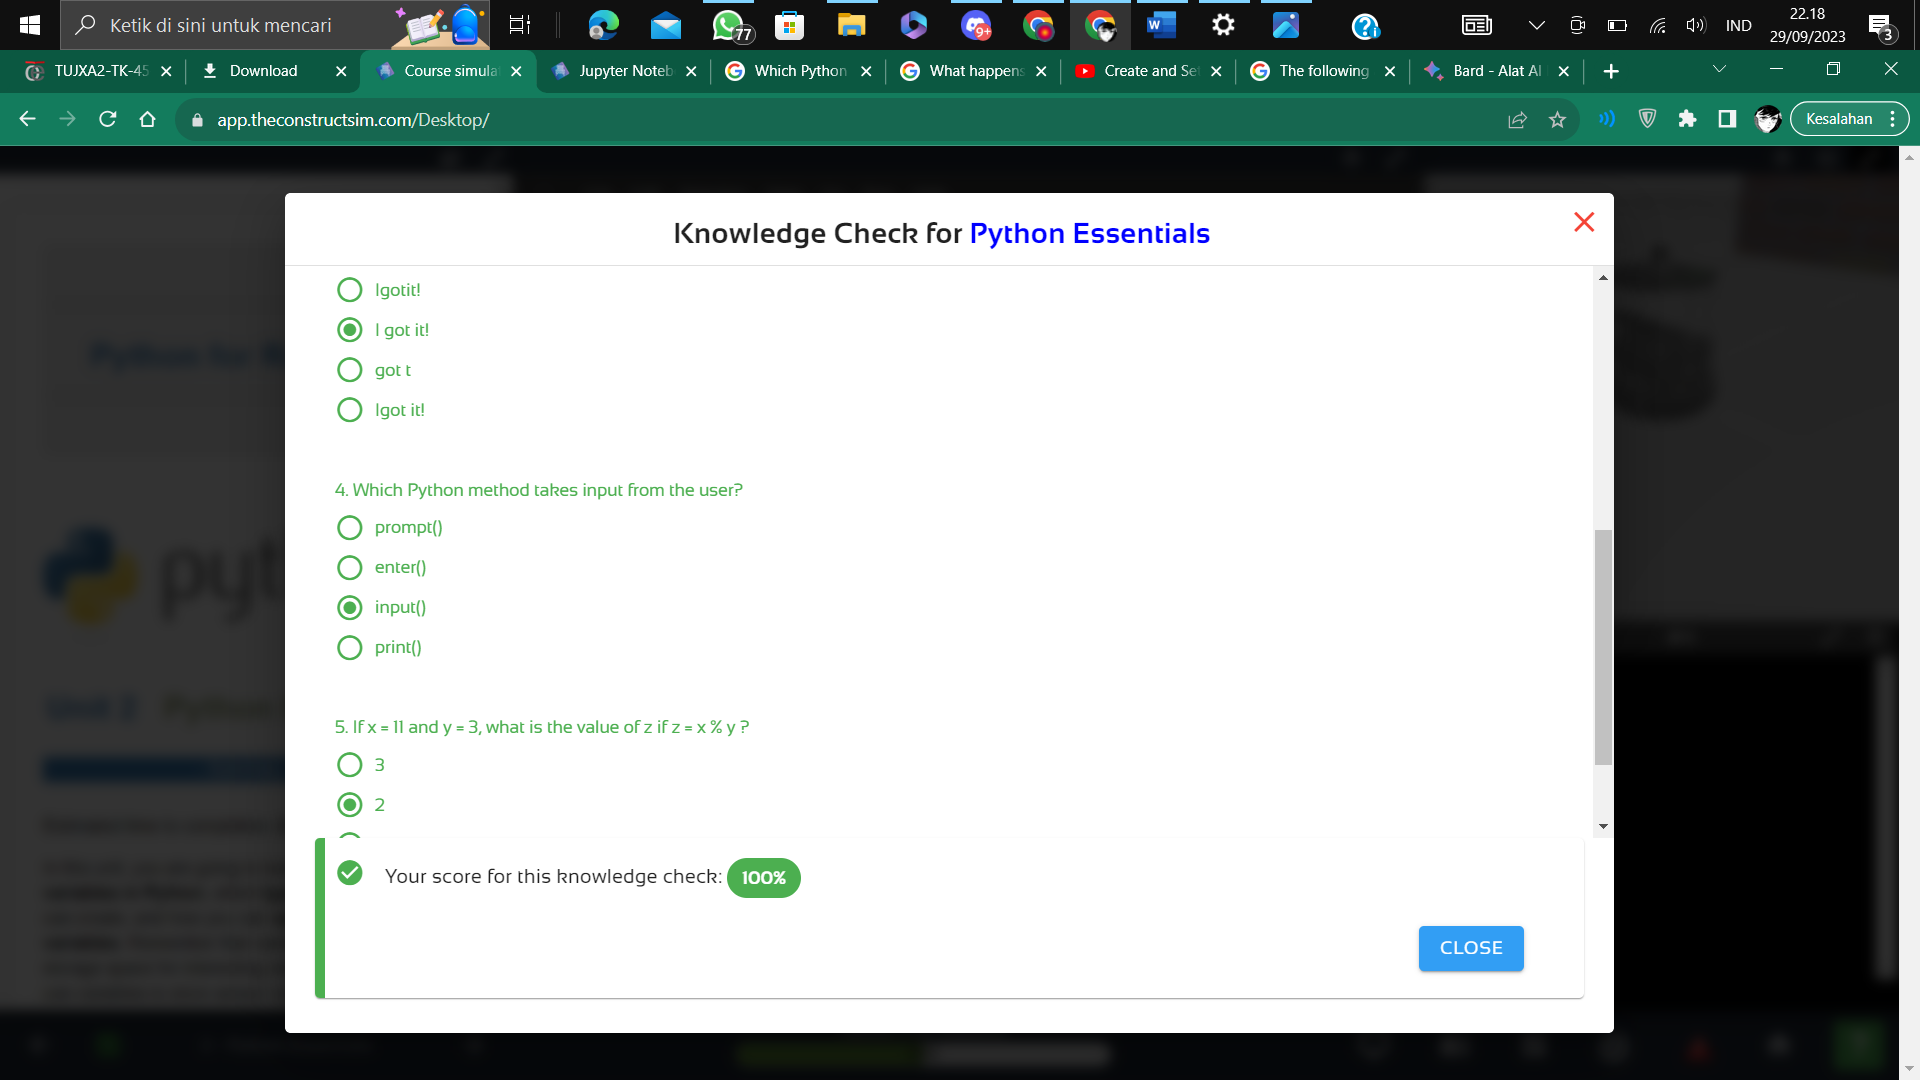 Ketik di sini untuk mencari
77
9+
W
IND
22.18
29/09/2023
3
TUJXA2-TK-45
Download
Course simula
Jupyter Noteb
Which Python
What happens
Create and Se
The following
Bard - Alat AI
app.theconstructsim.com/Desktop/
Kesalahan
Knowledge Check for Python Essentials
Igotit!
I got it!
got t
Igot it!
4. Which Python method takes input from the user?
prompt()
enter()
input()
print()
5. If x = 11 and y = 3, what is the value of z if z = x % y ?
3
2
Your score for this knowledge check: 100%
CLOSE
Unit 2 Python